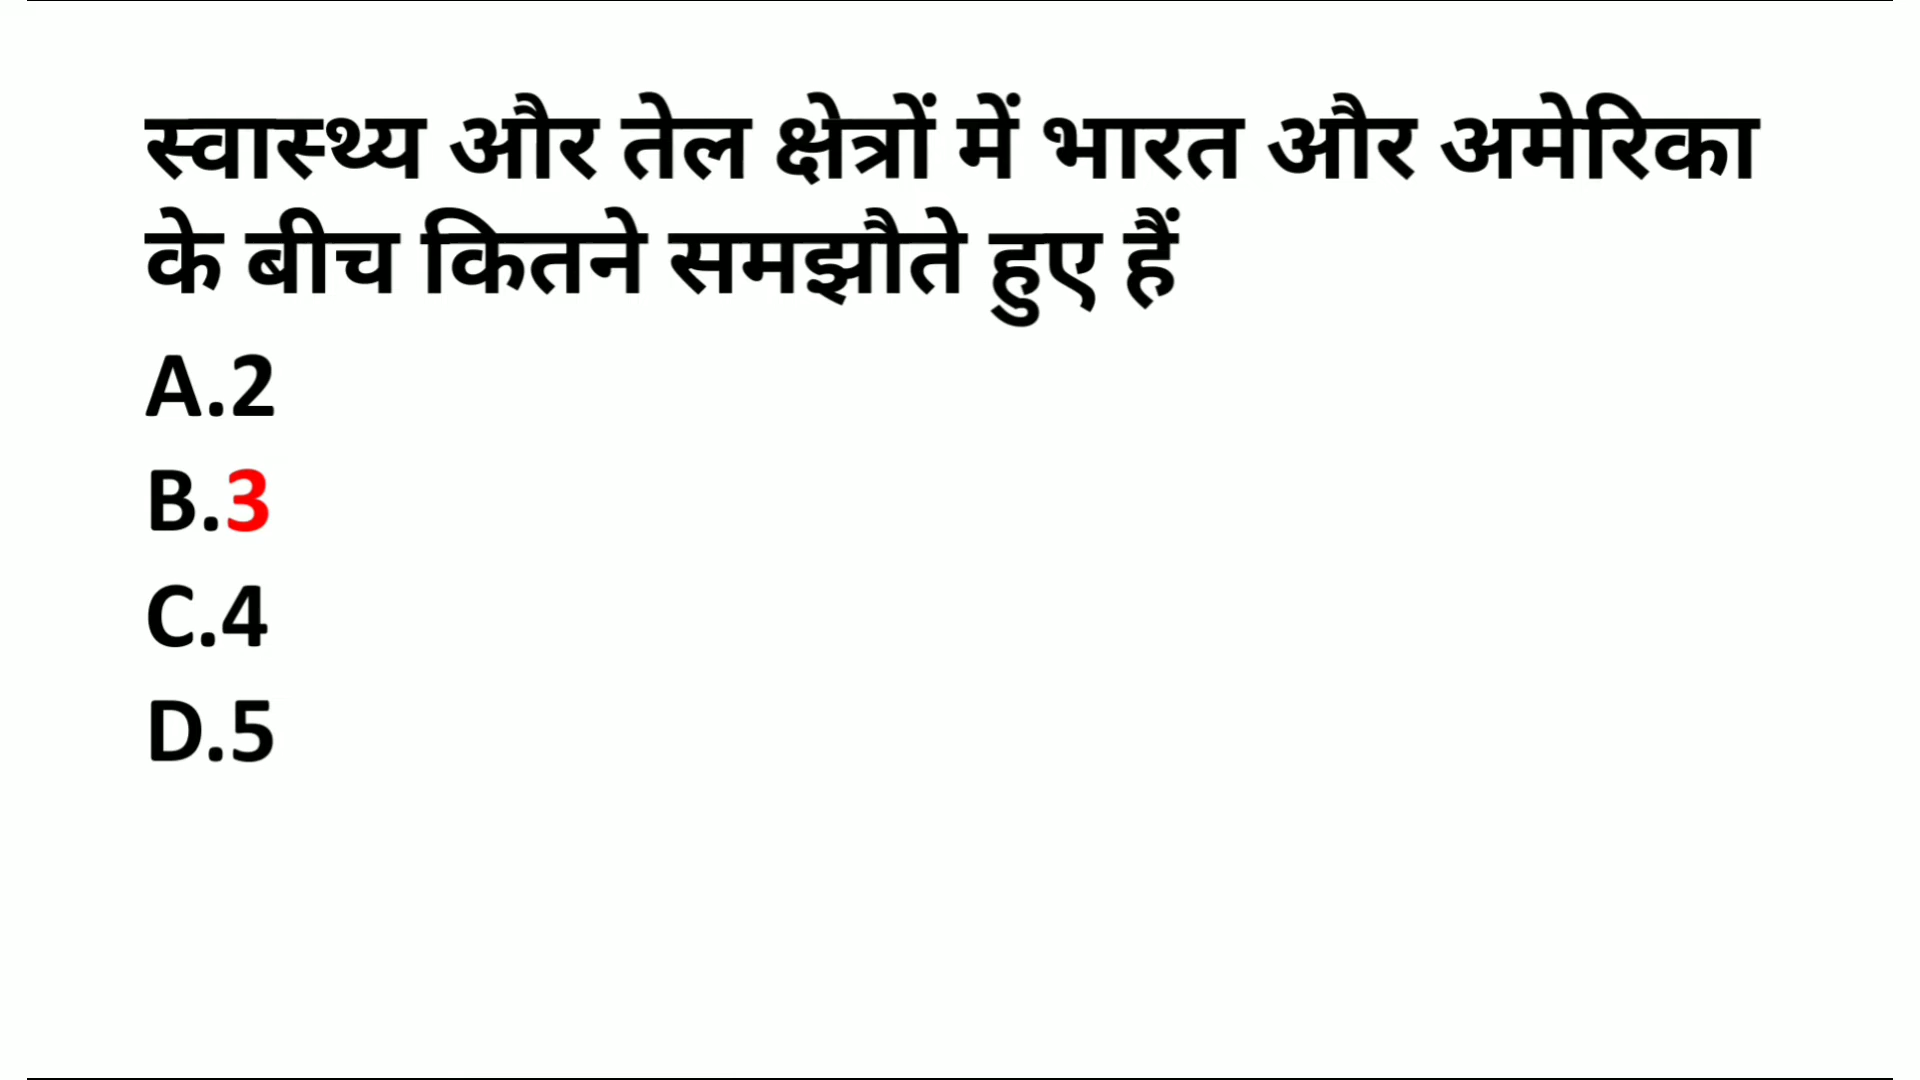 स्वास्थ्य और तेल क्षेत्रों में भारत और अमेरिका
के बीच कितने समझौते हुए हैं
A.2
B.3
C.4
D.5